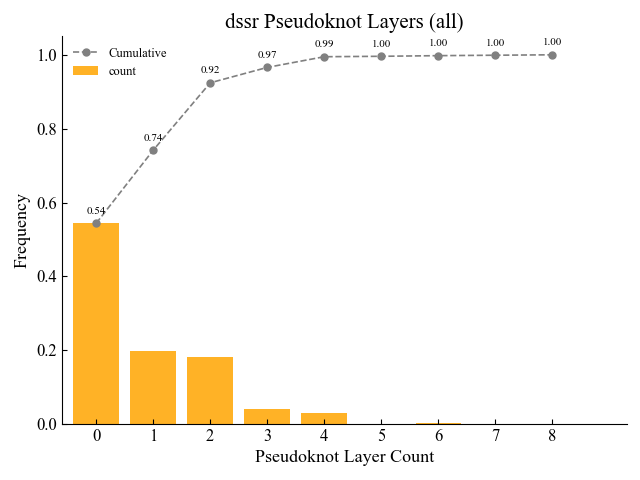 dssr Pseudoknot Layers (all)
Cumulative
count
0.54
0.74
0.92
0.97
0.99
1.00
1.00
1.00
1.00
1.0
0.8
0.6
0.4
0.2
0.0
Frequency
0 1 2 3 4 5 6 7 8
Pseudoknot Layer Count